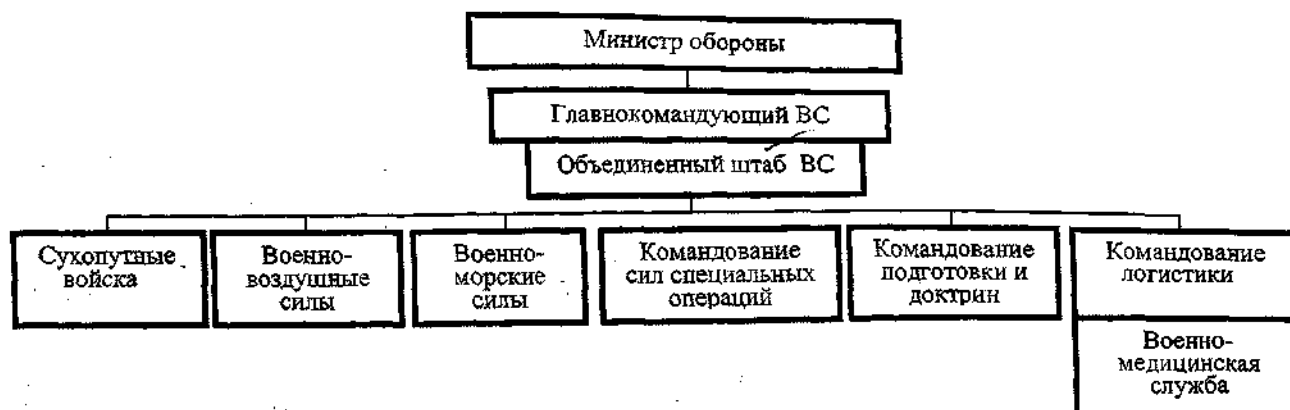 Министр обороны
Главнокомандующий ВС
Объединенный штаб ВС
Сухопутные
войска
Военно-
воздушные
силы
Военно-
морские
силы
Командование
сил специальных
операций
Командование
подготовки и
доктрин
Командование
логистики
Военно-
медицинская
служба